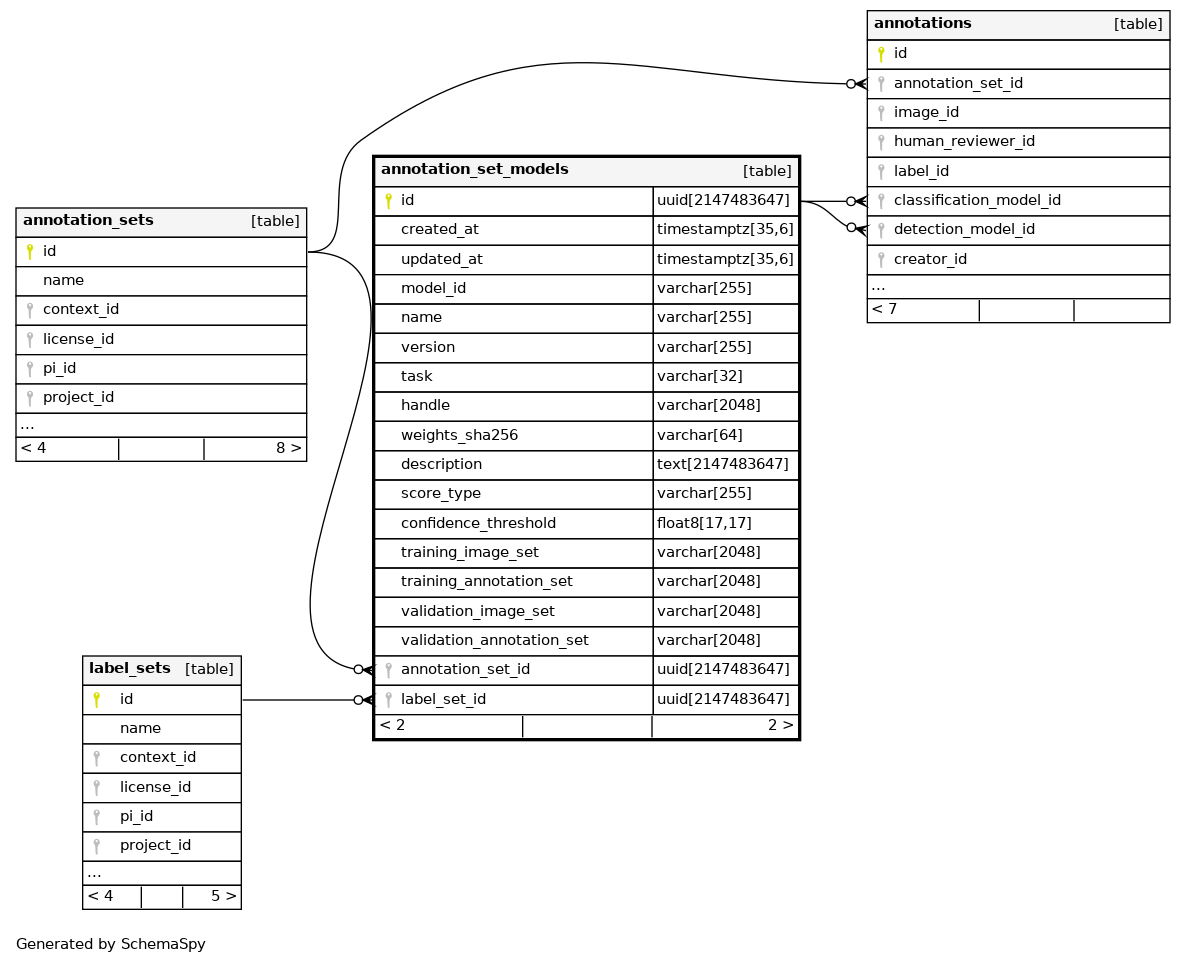 annotations [table]
id
annotation_set_id
image_id
human_reviewer_id
label_id
classification_model_id
detection_model_id
creator_id
...
< 7
annotation_set_models [table]
id uuid[2147483647]
created_at timestamptz[35,6]
updated_at timestamptz[35,6]
model_id varchar[255]
name varchar[255]
version varchar[255]
task varchar[32]
handle varchar[2048]
weights_sha256 varchar[64]
description text[2147483647]
score_type varchar[255]
confidence_threshold float8[17,17]
training_image_set varchar[2048]
training_annotation_set varchar[2048]
validation_image_set varchar[2048]
validation_annotation_set varchar[2048]
annotation_set_id uuid[2147483647]
label_set_id uuid[2147483647]
< 2 2 >
annotation_sets [table]
id
name
context_id
license_id
pi_id
project_id
...
< 4 8 >
label_sets [table]
id
name
context_id
license_id
pi_id
project_id
...
< 4 5 >
Generated by SchemaSpy